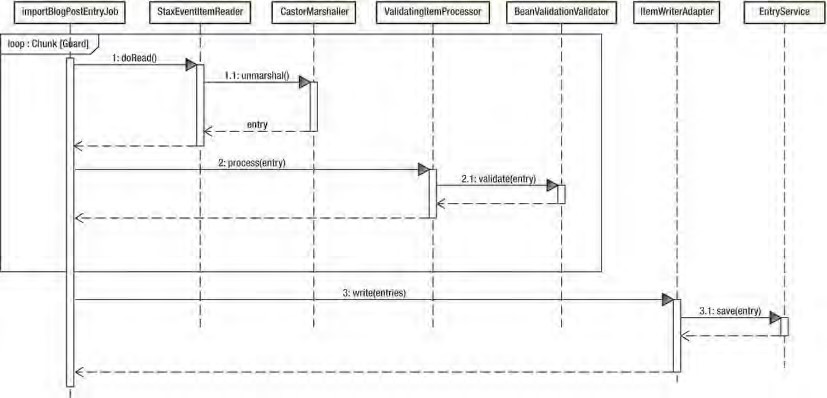 importBlogPostEntryJob
StaxEventItemReader
CastorMarshaller
ValidatingItemProcessor
BeanValidationValidator
ItemWriterAdapter
EntryService
loop : Chunk [Guard]
1: doRead()
1.1: unmarshal()
entry
2: process(entry)
2.1: validate(entry)
3: write(entries)
3.1: save(entry)